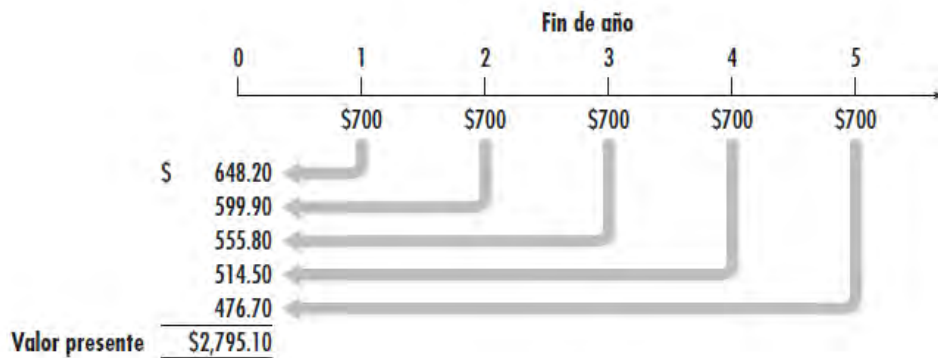 Fin de año
0 1 2 3 4 5
$700 $700 $700 $700 $700
$ 648.20
599.90
555.80
514.50
476.70
Valor presente $2,795.10